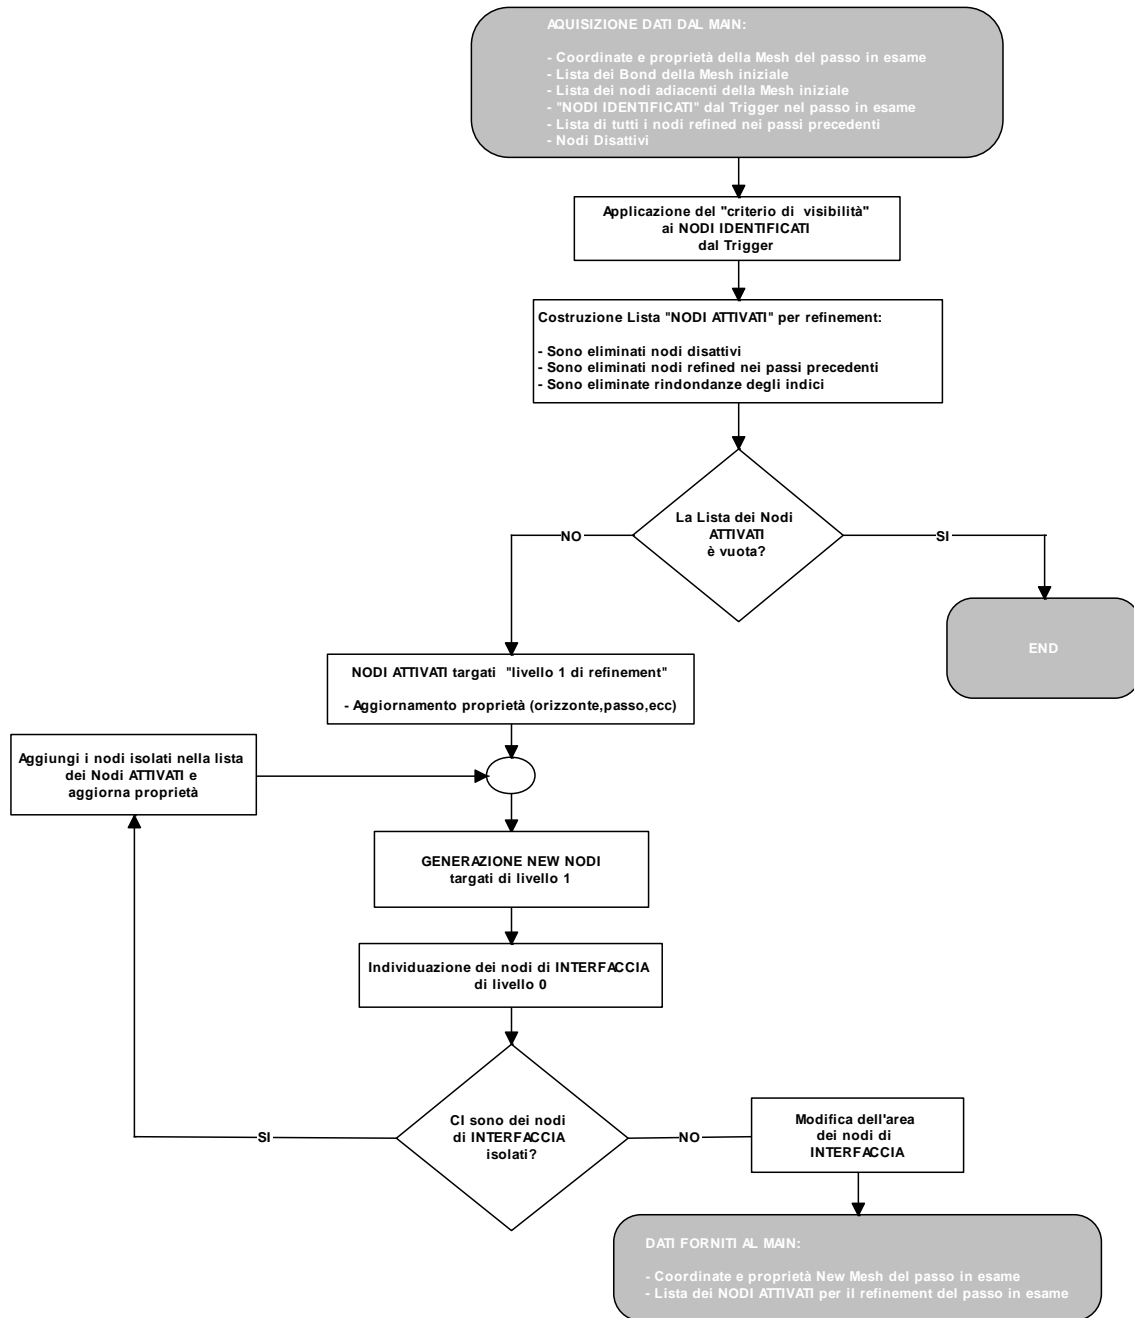 AQUISIZIONE DATI DAL MAIN:
- Coordinate e proprietà della Mesh del passo in esame
- Lista dei Bond della Mesh iniziale
- Lista dei nodi adiacenti della Mesh iniziale
- "NODI IDENTIFICATI" dal Trigger nel passo in esame
- Lista di tutti i nodi refined nei passi precedenti
- Nodi Disattivi
Applicazione del "criterio di visibilità"
ai NODI IDENTIFICATI
dal Trigger
Costruzione Lista "NODI ATTIVATI" per refinement:
- Sono eliminati nodi disattivi
- Sono eliminati nodi refined nei passi precedenti
- Sono eliminate rindondanze degli indici
La Lista dei Nodi
ATTIVATI
è vuota?
NO
SI
END
NODI ATTIVATI targati "livello 1 di refinement"
- Aggiornamento proprietà (orizzonte,passo,ecc)
Aggiungi i nodi isolati nella lista
dei Nodi ATTIVATI e
aggiorna proprietà
GENERAZIONE NEW NODI
targati di livello 1
Individuazione dei nodi di INTERFACCIA
di livello 0
CI sono dei nodi
di INTERFACCIA
isolati?
SI
NO
Modifica dell'area
dei nodi di
INTERFACCIA
DATI FORNITI AL MAIN:
- Coordinate e proprietà New Mesh del passo in esame
- Lista dei NODI ATTIVATI per il refinement del passo in esame